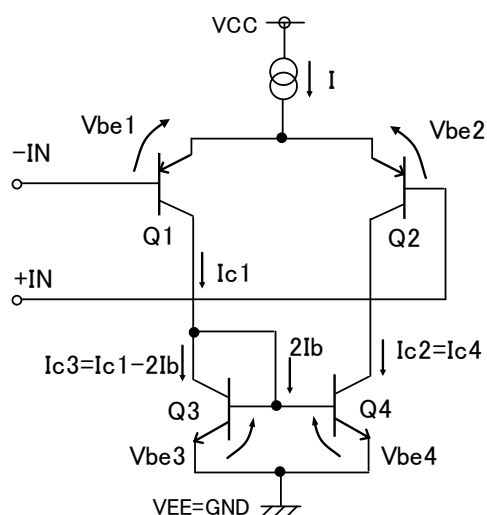 VCC
I
Vbe1
Vbe2
-IN
Q1
Q2
Ic1
+IN
2Ib
Ic3=Ic1-2Ib
Ic2=Ic4
Q3
Q4
Vbe3
Vbe4
VEE=GND